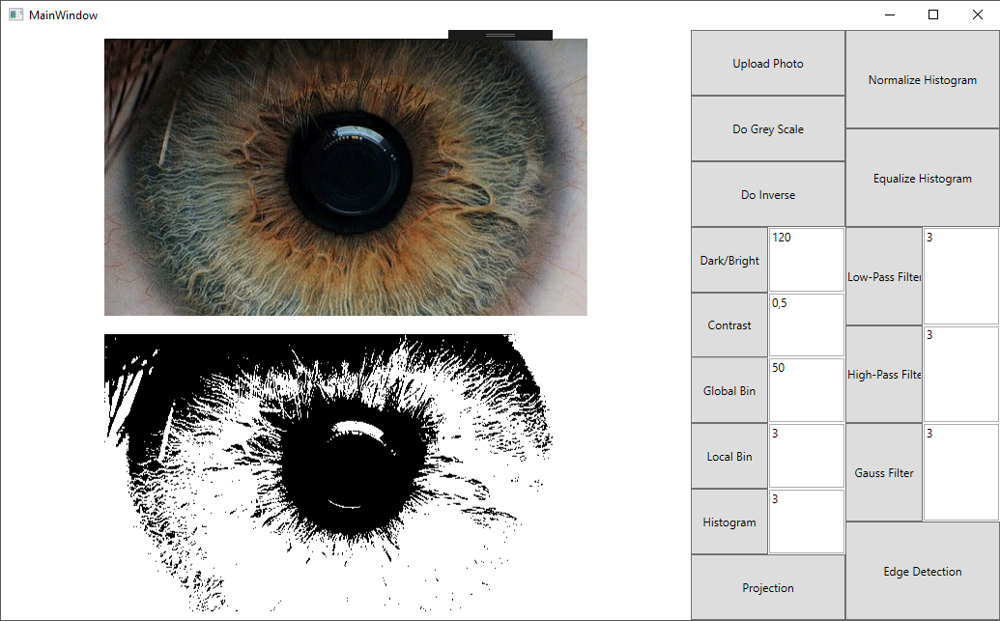 MainWindow
Upload Photo
Normalize Histogram
Do Grey Scale
Equalize Histogram
Do Inverse
Dark/Bright
120
Low-Pass Filter
3
Contrast
0,5
High-Pass Filte
3
Global Bin
50
Local Bin
3
Gauss Filter
3
Histogram
3
Edge Detection
Projection